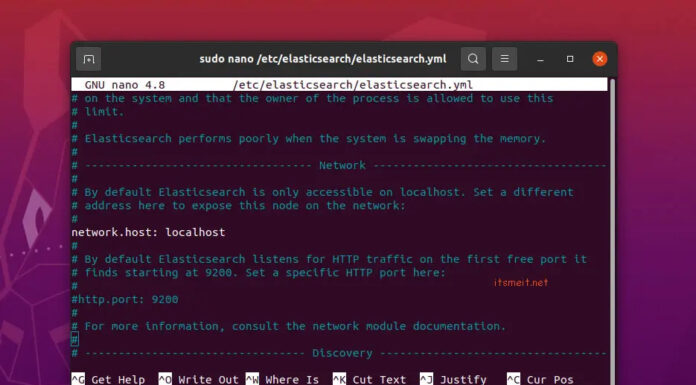 sudo nano /etc/elasticsearch/elasticsearch.yml
GNU nano 4.8 /etc/elasticsearch/elasticsearch.yml
# on the system and that the owner of the process is allowed to use this
# limit.
#
# Elasticsearch performs poorly when the system is swapping the memory.
#
# ---------------------------------- Network -----------------------------------
#
# By default Elasticsearch is only accessible on localhost. Set a different
# address here to expose this node on the network:
#
network.host: localhost
#
# By default Elasticsearch listens for HTTP traffic on the first free port it
# finds starting at 9200. Set a specific HTTP port here:
#
itsmeit.net
#http.port: 9200
#
# For more information, consult the network module documentation.
#
# --------------------------------- Discovery ----------------------------------
^G Get Help ^O Write Out ^W Where Is ^K Cut Text ^J Justify ^C Cur Pos